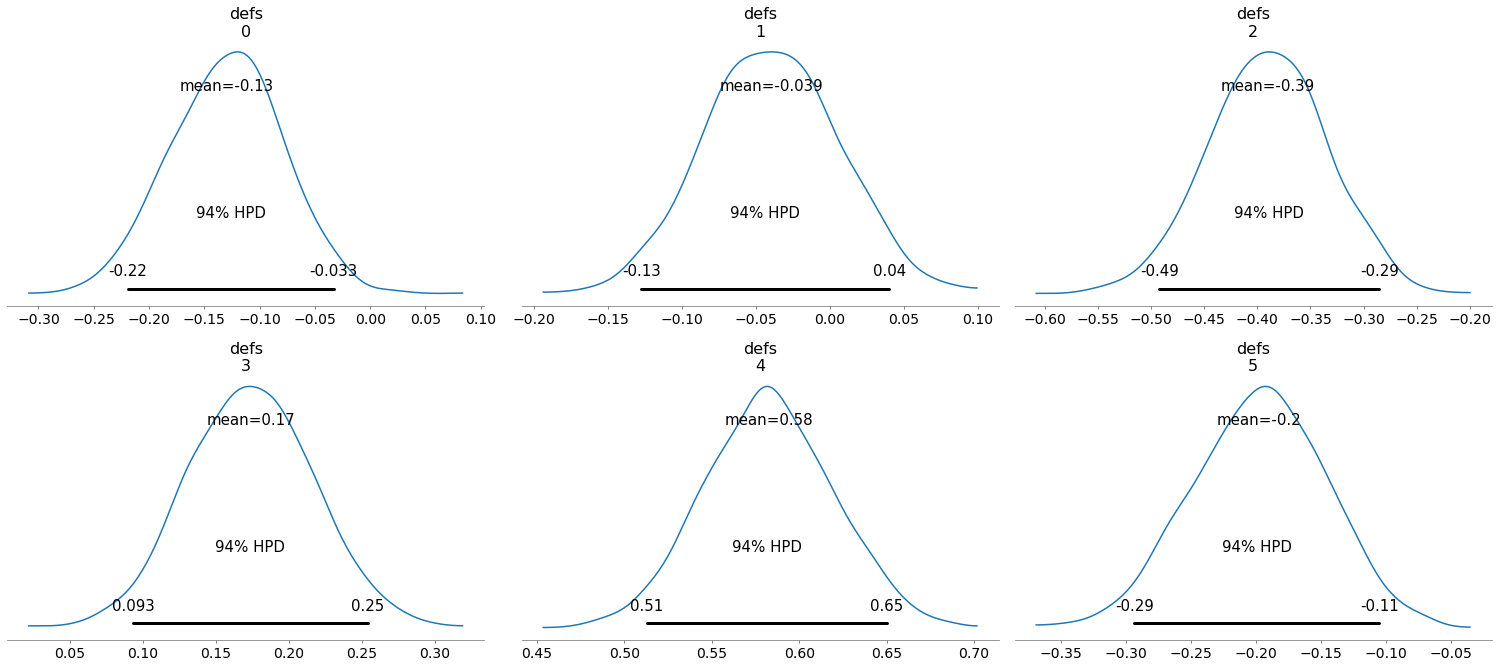 defs
0
mean=-0.13
94% HPD
-0.22 -0.033
−0.30 −0.25 −0.20 −0.15 −0.10 −0.05 0.00 0.05 0.10
defs
1
mean=-0.039
94% HPD
-0.13 0.04
−0.20 −0.15 −0.10 −0.05 0.00 0.05 0.10
defs
2
mean=-0.39
94% HPD
-0.49 -0.29
−0.60 −0.55 −0.50 −0.45 −0.40 −0.35 −0.30 −0.25 −0.20
defs
3
mean=0.17
94% HPD
0.093 0.25
0.05 0.10 0.15 0.20 0.25 0.30
defs
4
mean=0.58
94% HPD
0.51 0.65
0.45 0.50 0.55 0.60 0.65 0.70
defs
5
mean=-0.2
94% HPD
-0.29 -0.11
−0.35 −0.30 −0.25 −0.20 −0.15 −0.10 −0.05